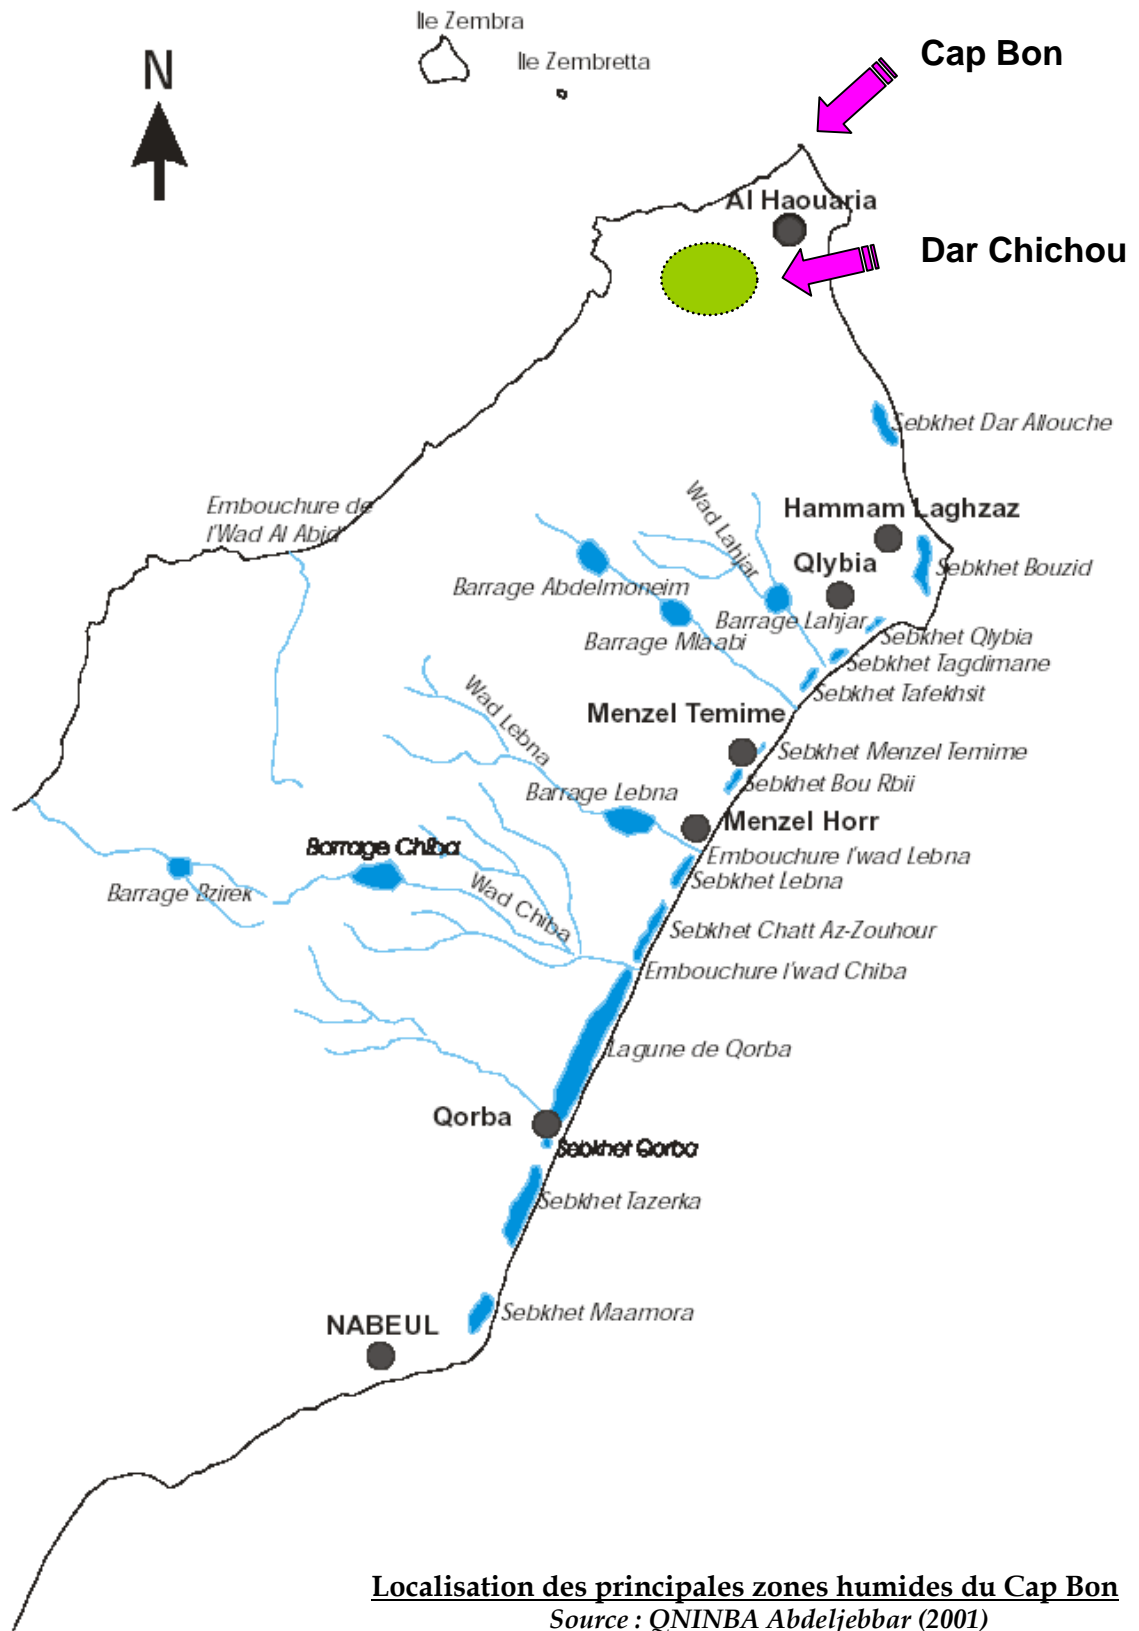 Ile Zembra
Cap Bon
N
Ile Zembretta
Al Haouaria
Dar Chichou
Sebkhet Dar Allouche
Embouchure de
l'Wad Al Abid
Wad Lahjar
Hammam Laghzaz
Qlybia
Sebkhet Bouzid
Barrage Abdelmoneim
Barrage Lahjar
Barrage Mlaabi
Sebkhet Qlybia
Sebkhet Tagdimane
Sebkhet Tafekhsit
Wad Lebna
Menzel Temime
Sebkhet Menzel Temime
Sebkhet Bou Rbii
Barrage Lebna
Menzel Horr
Barrage Chiba
Embouchure l'wad Lebna
Sebkhet Lebna
Barrage Bzirek
Wad Chiba
Sebkhet Chatt Az-Zouhour
Embouchure l'wad Chiba
Lagune de Qorba
Qorba
Sebkhet Qorba
Sebkhet Tazerka
Sebkhet Maamora
NABEUL
Localisation des principales zones humides du Cap Bon
Source : QNINBA Abdeljebbar (2001)